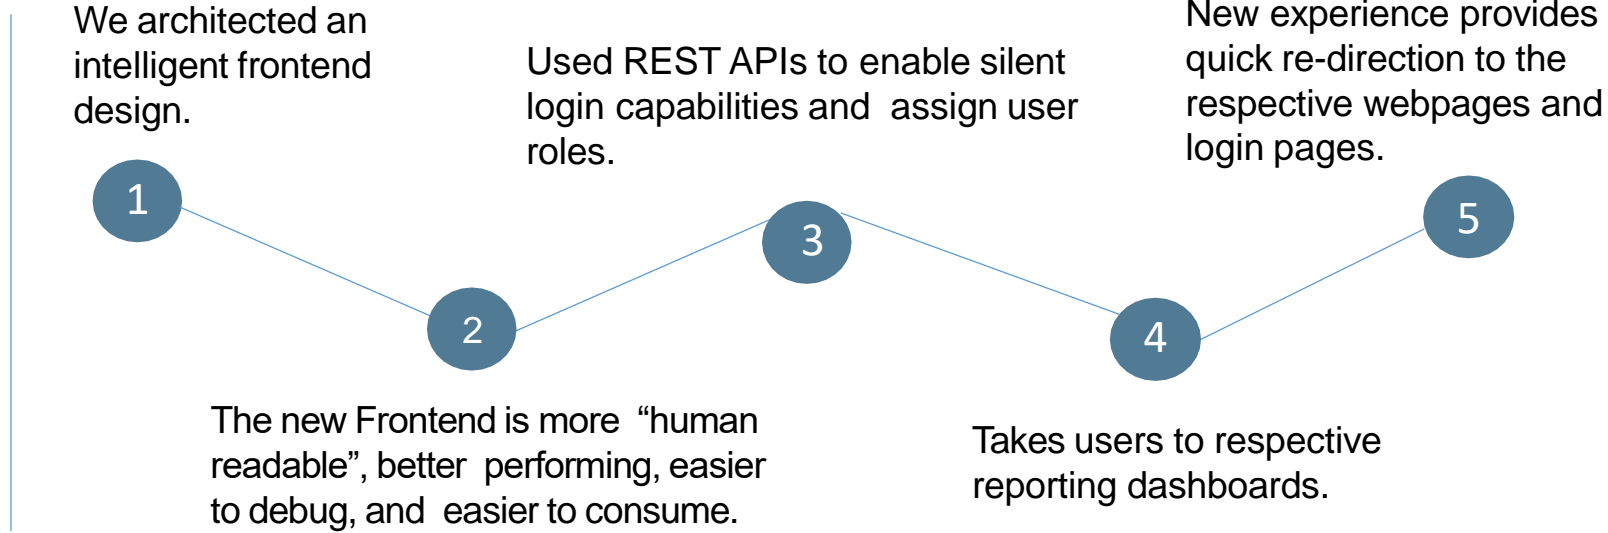 We architected an
intelligent frontend
design.
1
The new Frontend is more “human
readable”, better performing, easier
to debug, and easier to consume.
2
Used REST APIs to enable silent
login capabilities and assign user
roles.
3
Takes users to respective
reporting dashboards.
4
New experience provides
quick re-direction to the
respective webpages and
login pages.
5